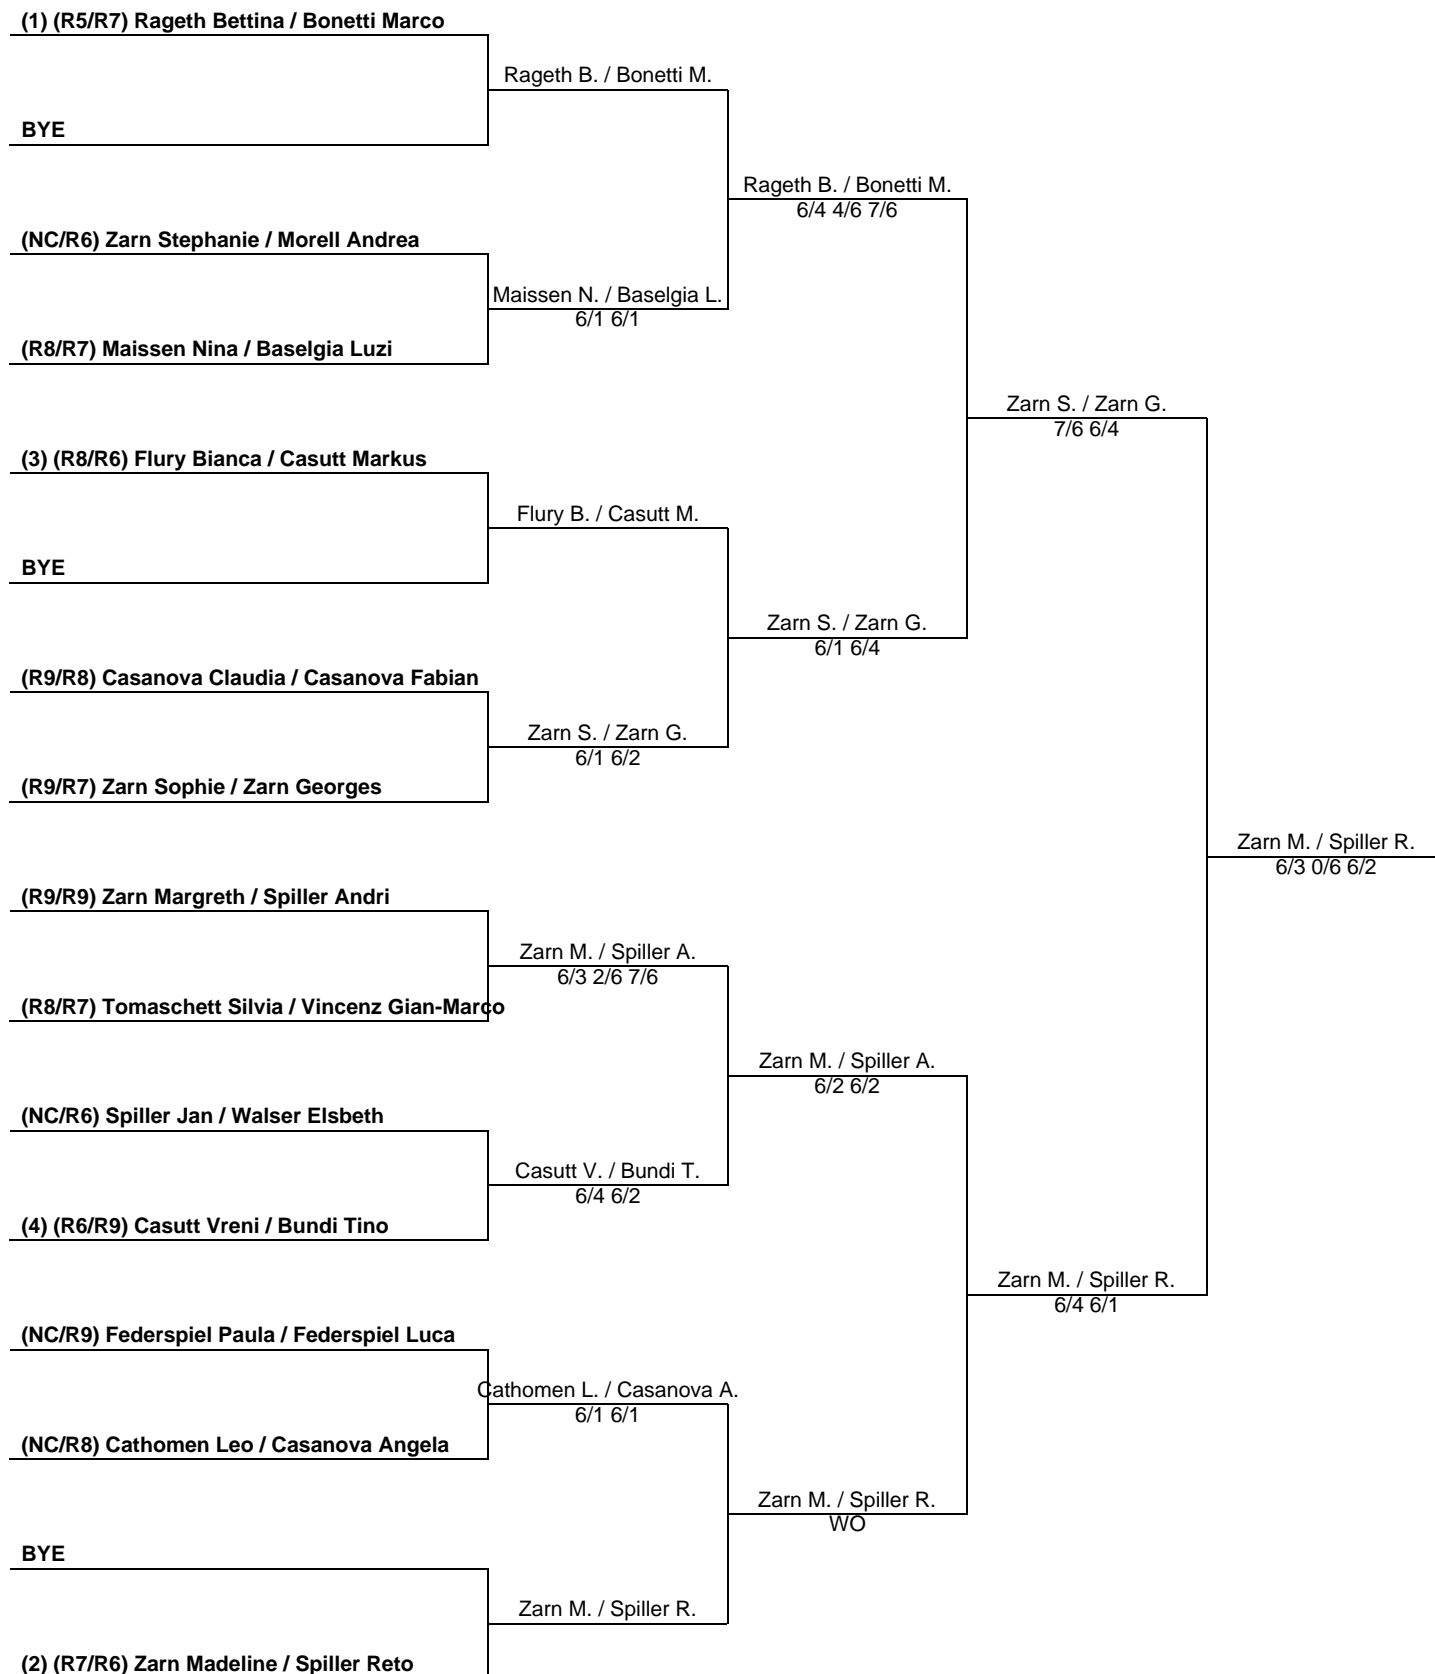 (1) (R5/R7) Rageth Bettina / Bonetti Marco
Rageth B. / Bonetti M.
BYE
Rageth B. / Bonetti M.
6/4 4/6 7/6
(NC/R6) Zarn Stephanie / Morell Andrea
Maissen N. / Baselgia L.
6/1 6/1
(R8/R7) Maissen Nina / Baselgia Luzi
Zarn S. / Zarn G.
7/6 6/4
(3) (R8/R6) Flury Bianca / Casutt Markus
Flury B. / Casutt M.
BYE
Zarn S. / Zarn G.
6/1 6/4
(R9/R8) Casanova Claudia / Casanova Fabian
Zarn S. / Zarn G.
6/1 6/2
(R9/R7) Zarn Sophie / Zarn Georges
Zarn M. / Spiller R.
6/3 0/6 6/2
(R9/R9) Zarn Margreth / Spiller Andri
Zarn M. / Spiller A.
6/3 2/6 7/6
(R8/R7) Tomaschett Silvia / Vincenz Gian-Marco
Zarn M. / Spiller A.
6/2 6/2
(NC/R6) Spiller Jan / Walser Elsbeth
Casutt V. / Bundi T.
6/4 6/2
(4) (R6/R9) Casutt Vreni / Bundi Tino
Zarn M. / Spiller R.
6/4 6/1
(NC/R9) Federspiel Paula / Federspiel Luca
Cathomen L. / Casanova A.
6/1 6/1
(NC/R8) Cathomen Leo / Casanova Angela
Zarn M. / Spiller R.
WO
BYE
Zarn M. / Spiller R.
(2) (R7/R6) Zarn Madeline / Spiller Reto